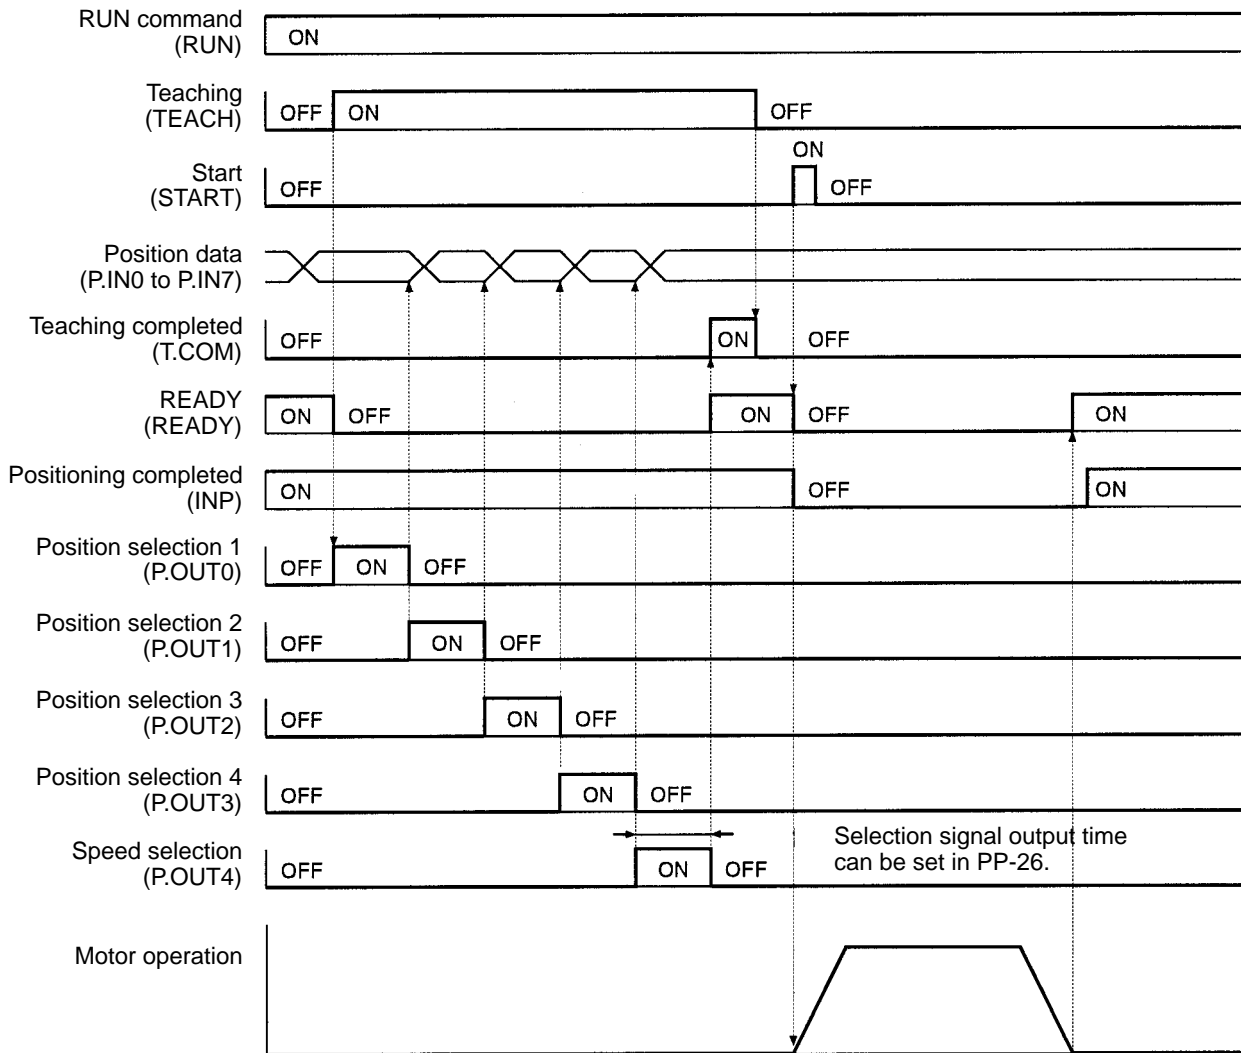 RUN command
(RUN)
ON
Teaching
(TEACH)
OFF ON OFF
Start
(START)
OFF ON OFF
Position data
(P.IN0 to P.IN7)
Teaching completed
(T.COM)
OFF ON OFF
READY
(READY)
ON OFF ON OFF ON
Positioning completed
(INP)
ON OFF ON
Position selection 1
(P.OUT0)
OFF ON OFF
Position selection 2
(P.OUT1)
OFF ON OFF
Position selection 3
(P.OUT2)
OFF ON OFF
Position selection 4
(P.OUT3)
OFF ON OFF
Speed selection
(P.OUT4)
OFF ON OFF
Selection signal output time
can be set in PP-26.
Motor operation